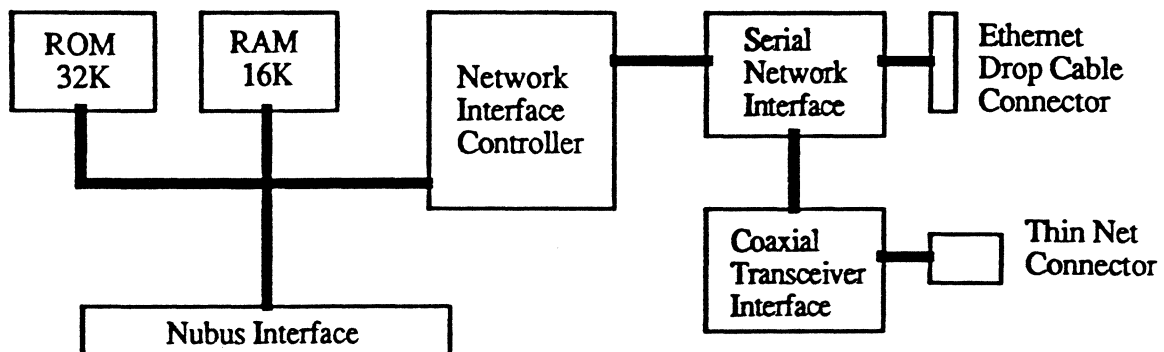 ROM
32K
RAM
16K
Network
Interface
Controller
Serial
Network
Interface
Ethernet
Drop Cable
Connector
Coaxial
Transceiver
Interface
Thin Net
Connector
Nubus Interface